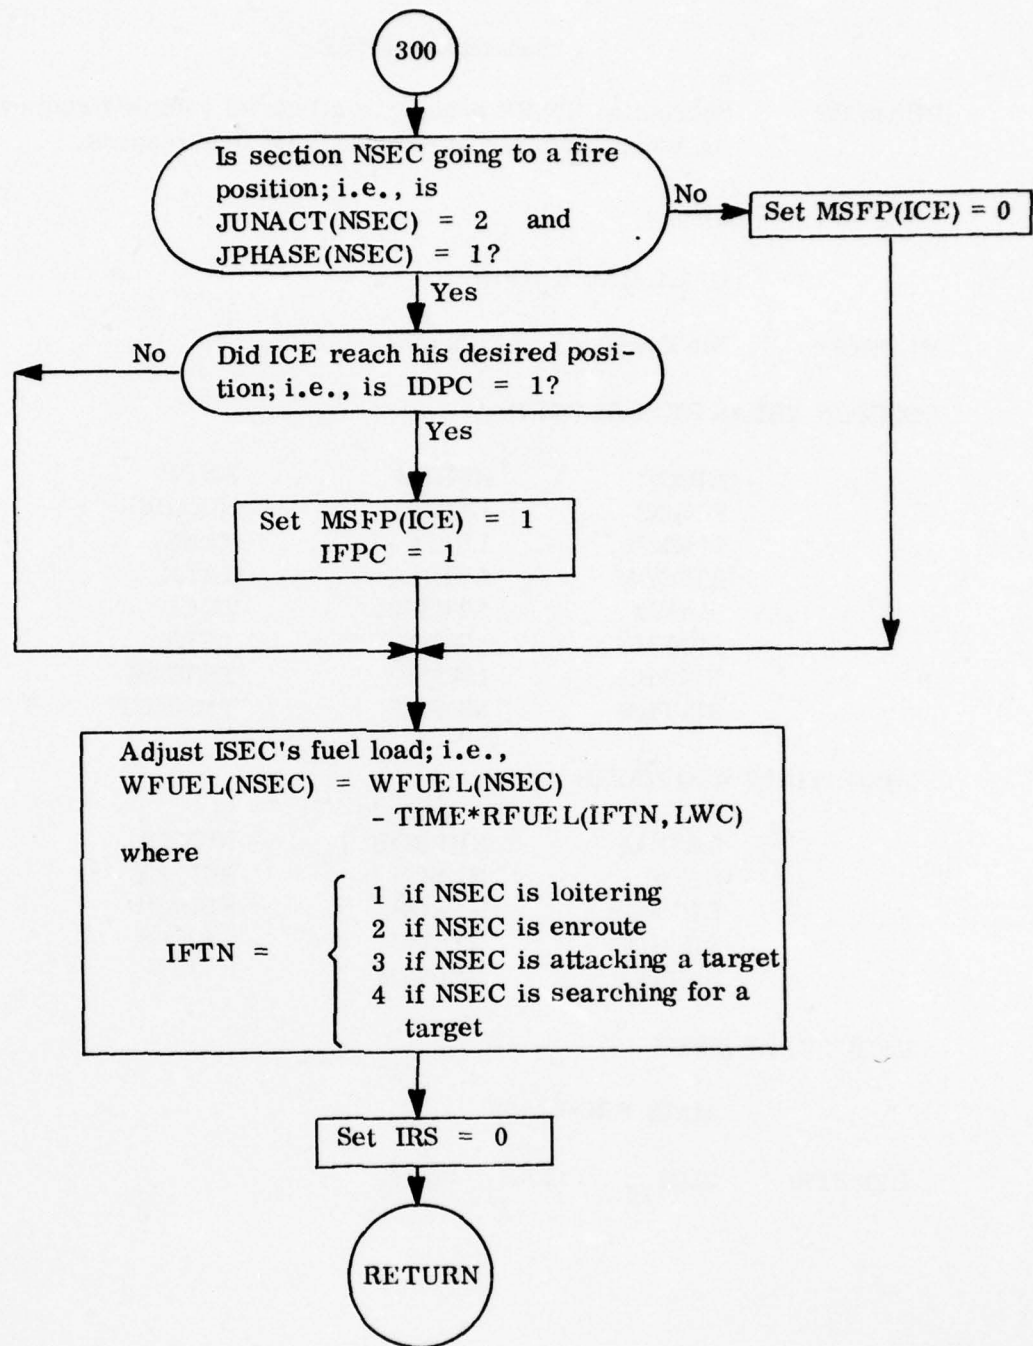 300
Is section NSEC going to a fire
position; i.e., is
JUNACT(NSEC) = 2 and
JPHASE(NSEC) = 1?
No
Set MSFP(ICE) = 0
Yes
No
Did ICE reach his desired posi-
tion; i.e., is IDPC = 1?
Yes
Set MSFP(ICE) = 1
IFPC = 1
Adjust ISEC's fuel load; i.e.,
WFUEL(NSEC) = WFUEL(NSEC)
- TIME*RFUEL(IFTN, LWC)
where
IFTN =
1 if NSEC is loitering
2 if NSEC is enroute
3 if NSEC is attacking a target
4 if NSEC is searching for a
target
Set IRS = 0
RETURN